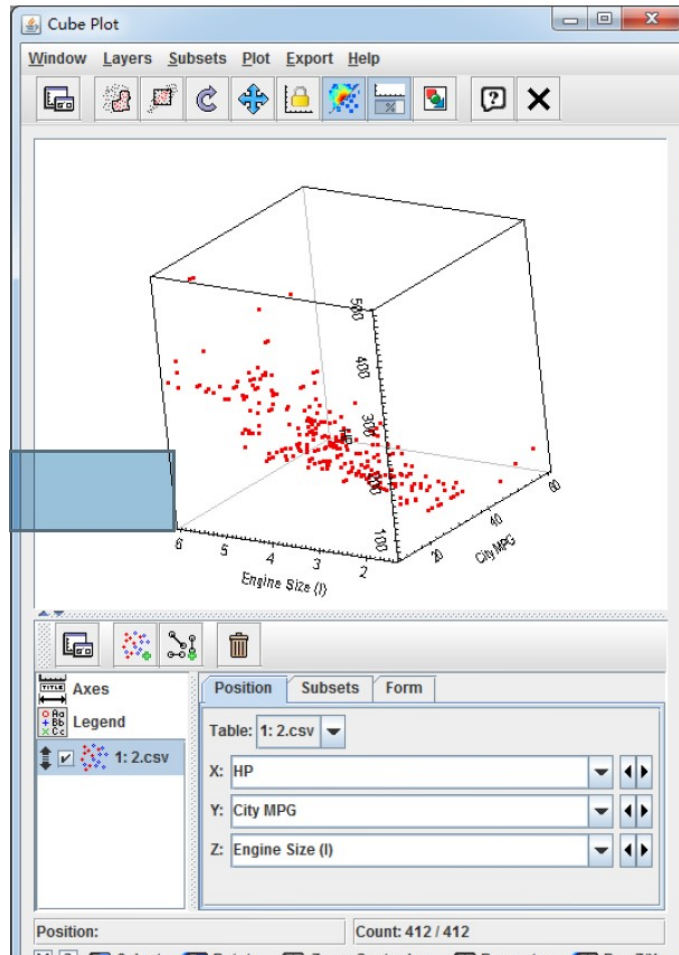 Cube Plot
Window Layers Subsets Plot Export Help
500
400
300
HP
200
100
6 5 4 3 2
Engine Size (l)
20 40 60
City MPG
Axes
Legend
1: 2.csv
Position Subsets Form
Table: 1: 2.csv
X: HP
Y: City MPG
Z: Engine Size (l)
Position:
Count: 412 / 412